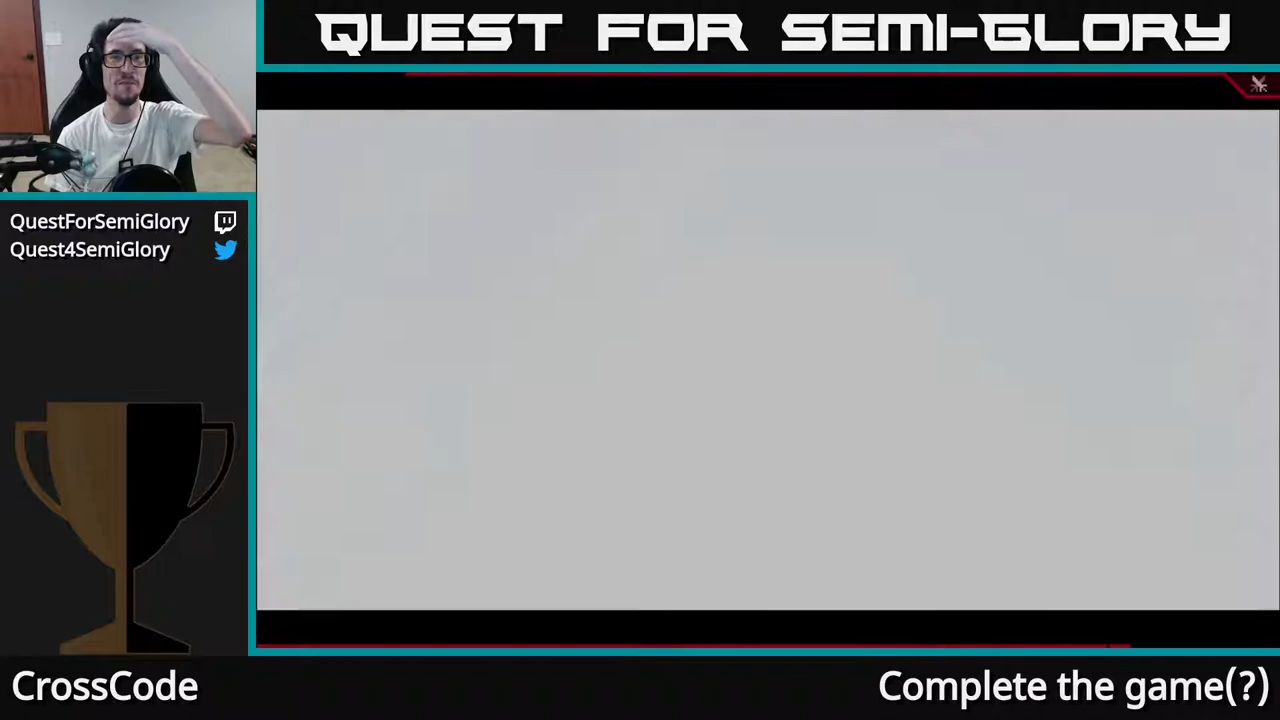 QUEST FOR SEMI-GLORY
QuestForSemiGlory
Quest4SemiGlory
CrossCode
Complete the game(?)